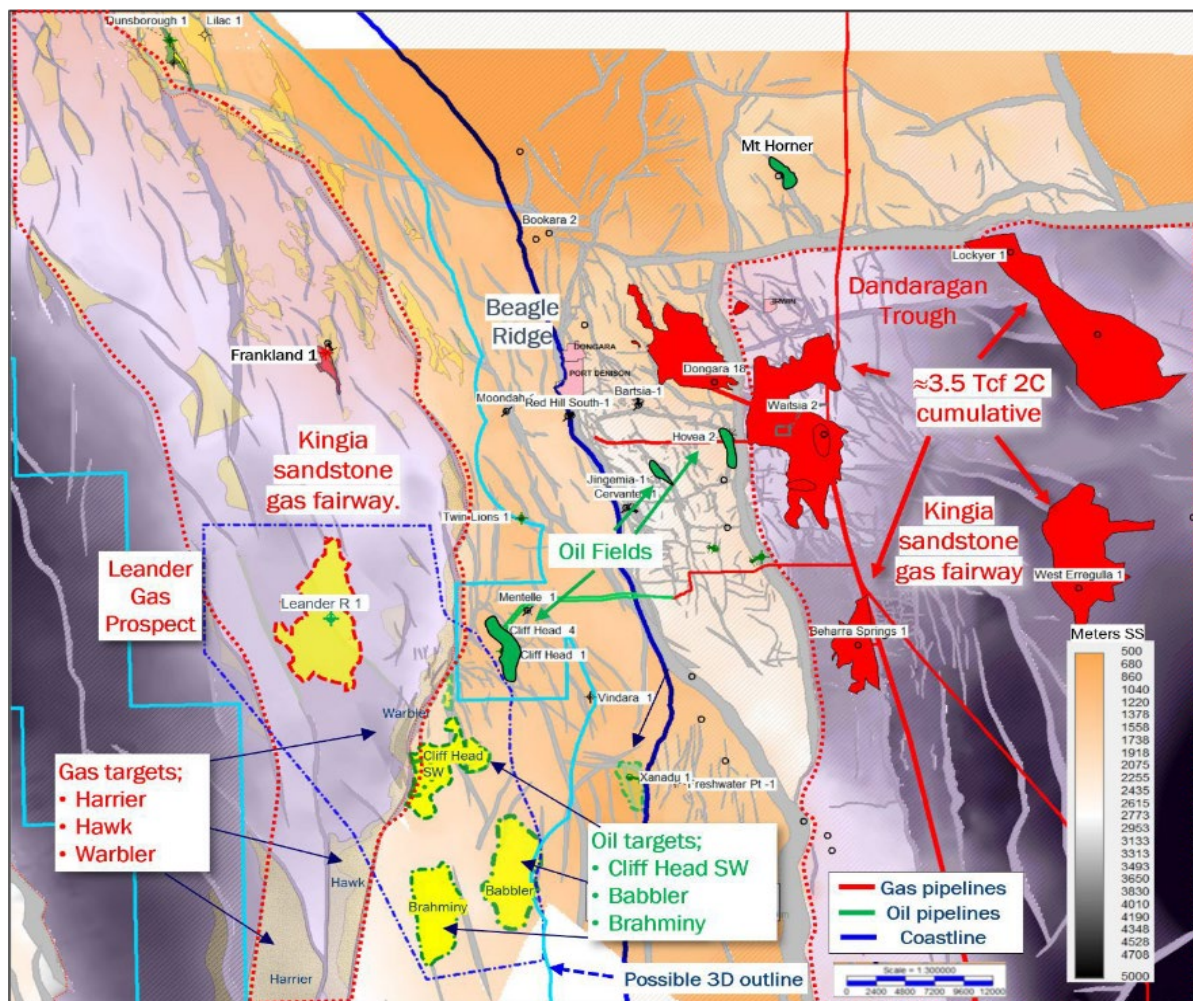 Dunsborough 1
Lilac 1
Mt Horner
Bookara 2
Lockyer 1
Dandaragan
Trough
Beagle
Ridge
IRWIN
DONGARA
PORT DENISON
Dongara 18
Frankland 1
≈3.5 Tcf 2C
cumulative
Bartsia-1
Moondah
Red Hill South-1
Waitsia 2
Kingia
sandstone
gas fairway.
Hovea 2
Jingemia-1
Cervantes 1
Twin Lions 1
Oil Fields
Kingia
sandstone
gas fairway
West Erregulla 1
Leander
Gas
Prospect
Leander R 1
Mentelle 1
Cliff Head 4
Cliff Head 1
Beharra Springs 1
Vindara 1
Warbler
Cliff Head
SW
Xanadu 1
Freshwater Pt -1
Gas targets;
• Harrier
• Hawk
• Warbler
Oil targets;
• Cliff Head SW
• Babbler
• Brahminy
Hawk
Brahminy
Babbler
Harrier
Possible 3D outline
Meters SS
500
680
860
1040
1220
1378
1558
1738
1918
2075
2255
2435
2615
2773
2953
3133
3313
3493
3650
3830
4010
4190
4348
4528
4708
5000
Gas pipelines
Oil pipelines
Coastline
Scale = 1:300000
0 2400 4800 7200 9600 12000